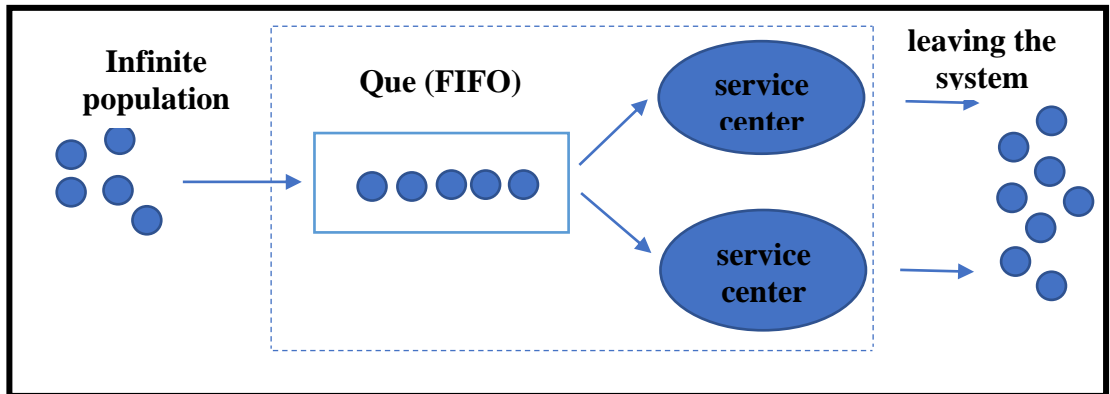 Infinite
population
Que (FIFO)
service
center
service
center
leaving the
system